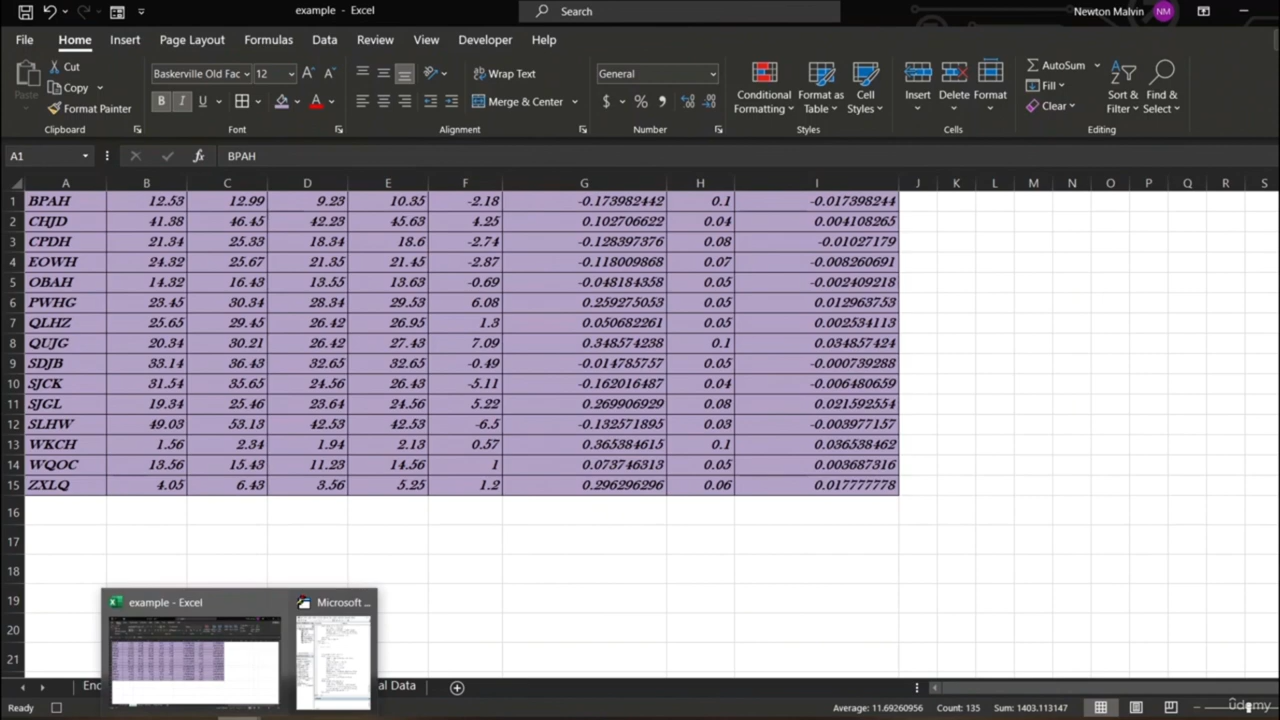 example - Excel
Search
Newton Malvin NM
File Home Insert Page Layout Formulas Data Review View Developer Help
Paste
Cut
Copy
Format Painter
Clipboard
Baskerville Old Fac 12
B I U
Font
Wrap Text
Merge & Center
Alignment
General
$ % 
Number
Conditional Formatting
Format as Table
Cell Styles
Styles
Insert
Delete
Format
Cells
AutoSum
Fill
Clear
Sort & Filter
Find & Select
Editing
A1 fx BPAH
A B C D E F G H I J K L M N O P Q R S
1 BPAH 12.53 12.99 9.23 10.35 -2.18 -0.173982442 0.1 -0.017398244
2 CHJD 41.38 46.45 42.23 45.63 4.25 0.102706622 0.04 0.004108265
3 CPDH 21.34 25.33 18.34 18.6 -2.74 -0.128397376 0.08 -0.01027179
4 EOWH 24.32 25.67 21.35 21.45 -2.87 -0.118009868 0.07 -0.008260691
5 OBAH 14.32 16.43 13.55 13.63 -0.69 -0.048184358 0.05 -0.002409218
6 PWHG 23.45 30.34 28.34 29.53 6.08 0.259275053 0.05 0.012963753
7 QLHZ 25.65 29.45 26.42 26.95 1.3 0.050682261 0.05 0.002534113
8 QUJG 20.34 30.21 26.42 27.43 7.09 0.348574238 0.1 0.034857424
9 SDJB 33.14 36.43 32.65 32.65 -0.49 -0.014785757 0.05 -0.000739288
10 SJCK 31.54 35.65 24.56 26.43 -5.11 -0.162016487 0.04 -0.006480659
11 SJGL 19.34 25.46 23.64 24.56 5.22 0.269906929 0.08 0.021592554
12 SLHW 49.03 53.13 42.53 42.53 -6.5 -0.132571895 0.03 -0.003977157
13 WKCH 1.56 2.34 1.94 2.13 0.57 0.365384615 0.1 0.036538462
14 WQOC 13.56 15.43 11.23 14.56 1 0.073746313 0.05 0.003687316
15 ZXLQ 4.05 6.43 3.56 5.25 1.2 0.296296296 0.06 0.017777778
16
17
18
19
20
21
example - Excel
Microsoft ...
al Data
Ready
Average: 11.69260956 Count: 135 Sum: 1403.113147
ûdemy